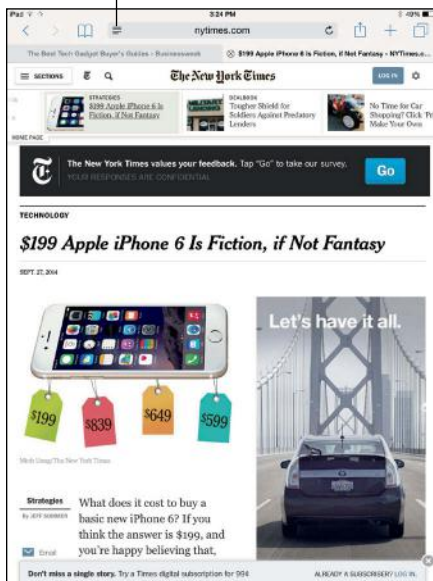 iPad
3:24 PM
49%
nytimes.com
The Best Tech Gadget Buyer's Guides - Businessweek
$199 Apple iPhone 6 Is Fiction, if Not Fantasy - NYTimes.c...
SECTIONS
The New York Times
LOG IN
STRATEGIES
$199 Apple iPhone 6 Is
Fiction, if Not Fantasy
MILITARY
LENDING
DEALBOOK
Tougher Shield for
Soldiers Against Predatory
Lenders
No Time for Car
Shopping? Click Pr
Make Your Own
HOME PAGE
The New York Times values your feedback. Tap "Go" to take our survey.
YOUR RESPONSES ARE CONFIDENTIAL
Go
TECHNOLOGY
$199 Apple iPhone 6 Is Fiction, if Not Fantasy
SEPT. 27, 2014
$199
$839
$649
$599
Let's have it all.
Strategies
Email
What does it cost to buy a
basic new iPhone 6? If you
think the answer is $199, and
you're happy believing that,
Don't miss a single story. Try a Times digital subscription for 99¢
ALREADY A SUBSCRIBER? LOG IN.